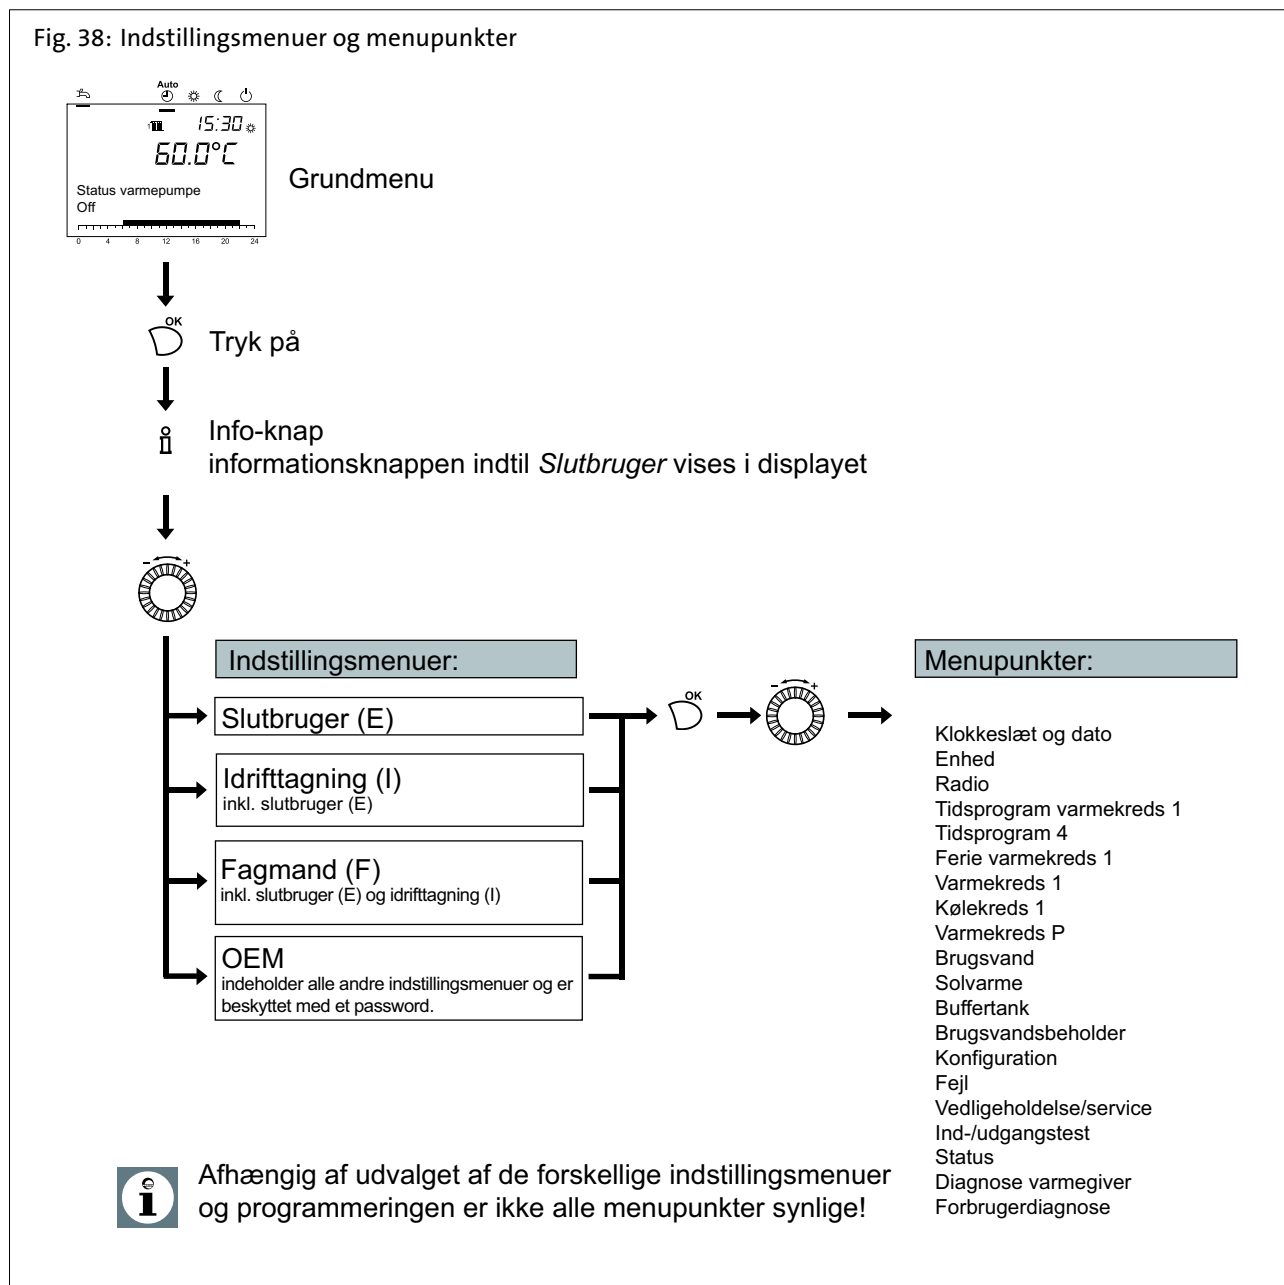 Fig. 38: Indstillingsmenuer og menupunkter
Auto
15:30
1
60.0°C
Status varmepumpe
Off
0 4 8 12 16 20 24
Grundmenu
OK
Tryk på
Info-knap
informationsknappen indtil Slutbruger vises i displayet
- +
Indstillingsmenuer:
Slutbruger (E)
Idrifttagning (I)
inkl. slutbruger (E)
Fagmand (F)
inkl. slutbruger (E) og idrifttagning (I)
OEM
indeholder alle andre indstillingsmenuer og er
beskyttet med et password.
OK
- +
Menupunkter:
Klokkeslæt og dato
Enhed
Radio
Tidsprogram varmekreds 1
Tidsprogram 4
Ferie varmekreds 1
Varmekreds 1
Kølekreds 1
Varmekreds P
Brugsvand
Solvarme
Buffertank
Brugsvandsbeholder
Konfiguration
Fejl
Vedligeholdelse/service
Ind-/udgangstest
Status
Diagnose varmegiver
Forbrugerdiagnose
Afhængig af udvalget af de forskellige indstillingsmenuer
og programmeringen er ikke alle menupunkter synlige!